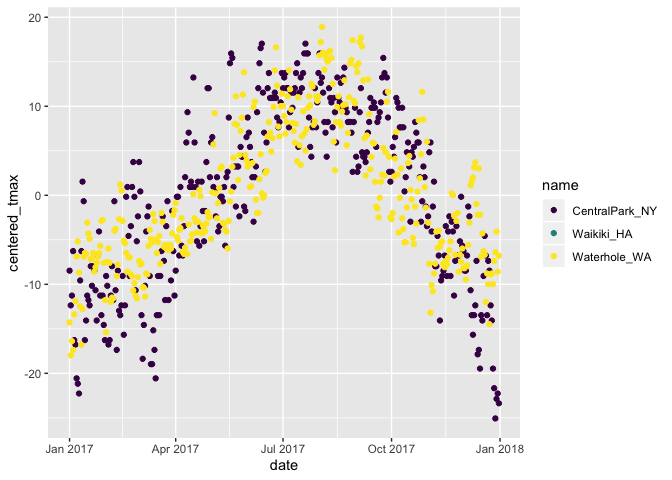 20
10
0
-10
-20
centered_tmax
Jan 2017 Apr 2017 Jul 2017 Oct 2017 Jan 2018
date
name
CentralPark_NY
Waikiki_HA
Waterhole_WA